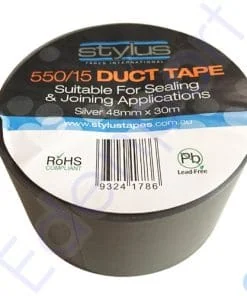 stylus
TAPES INTERNATIONAL
550/15 DUCT TAPE
Suitable For Sealing
& Joining Applications
Silver 48mm x 30m
www.stylustapes.com.au
RoHS
COMPLIANT
Pb
Lead-Free
9324 1786